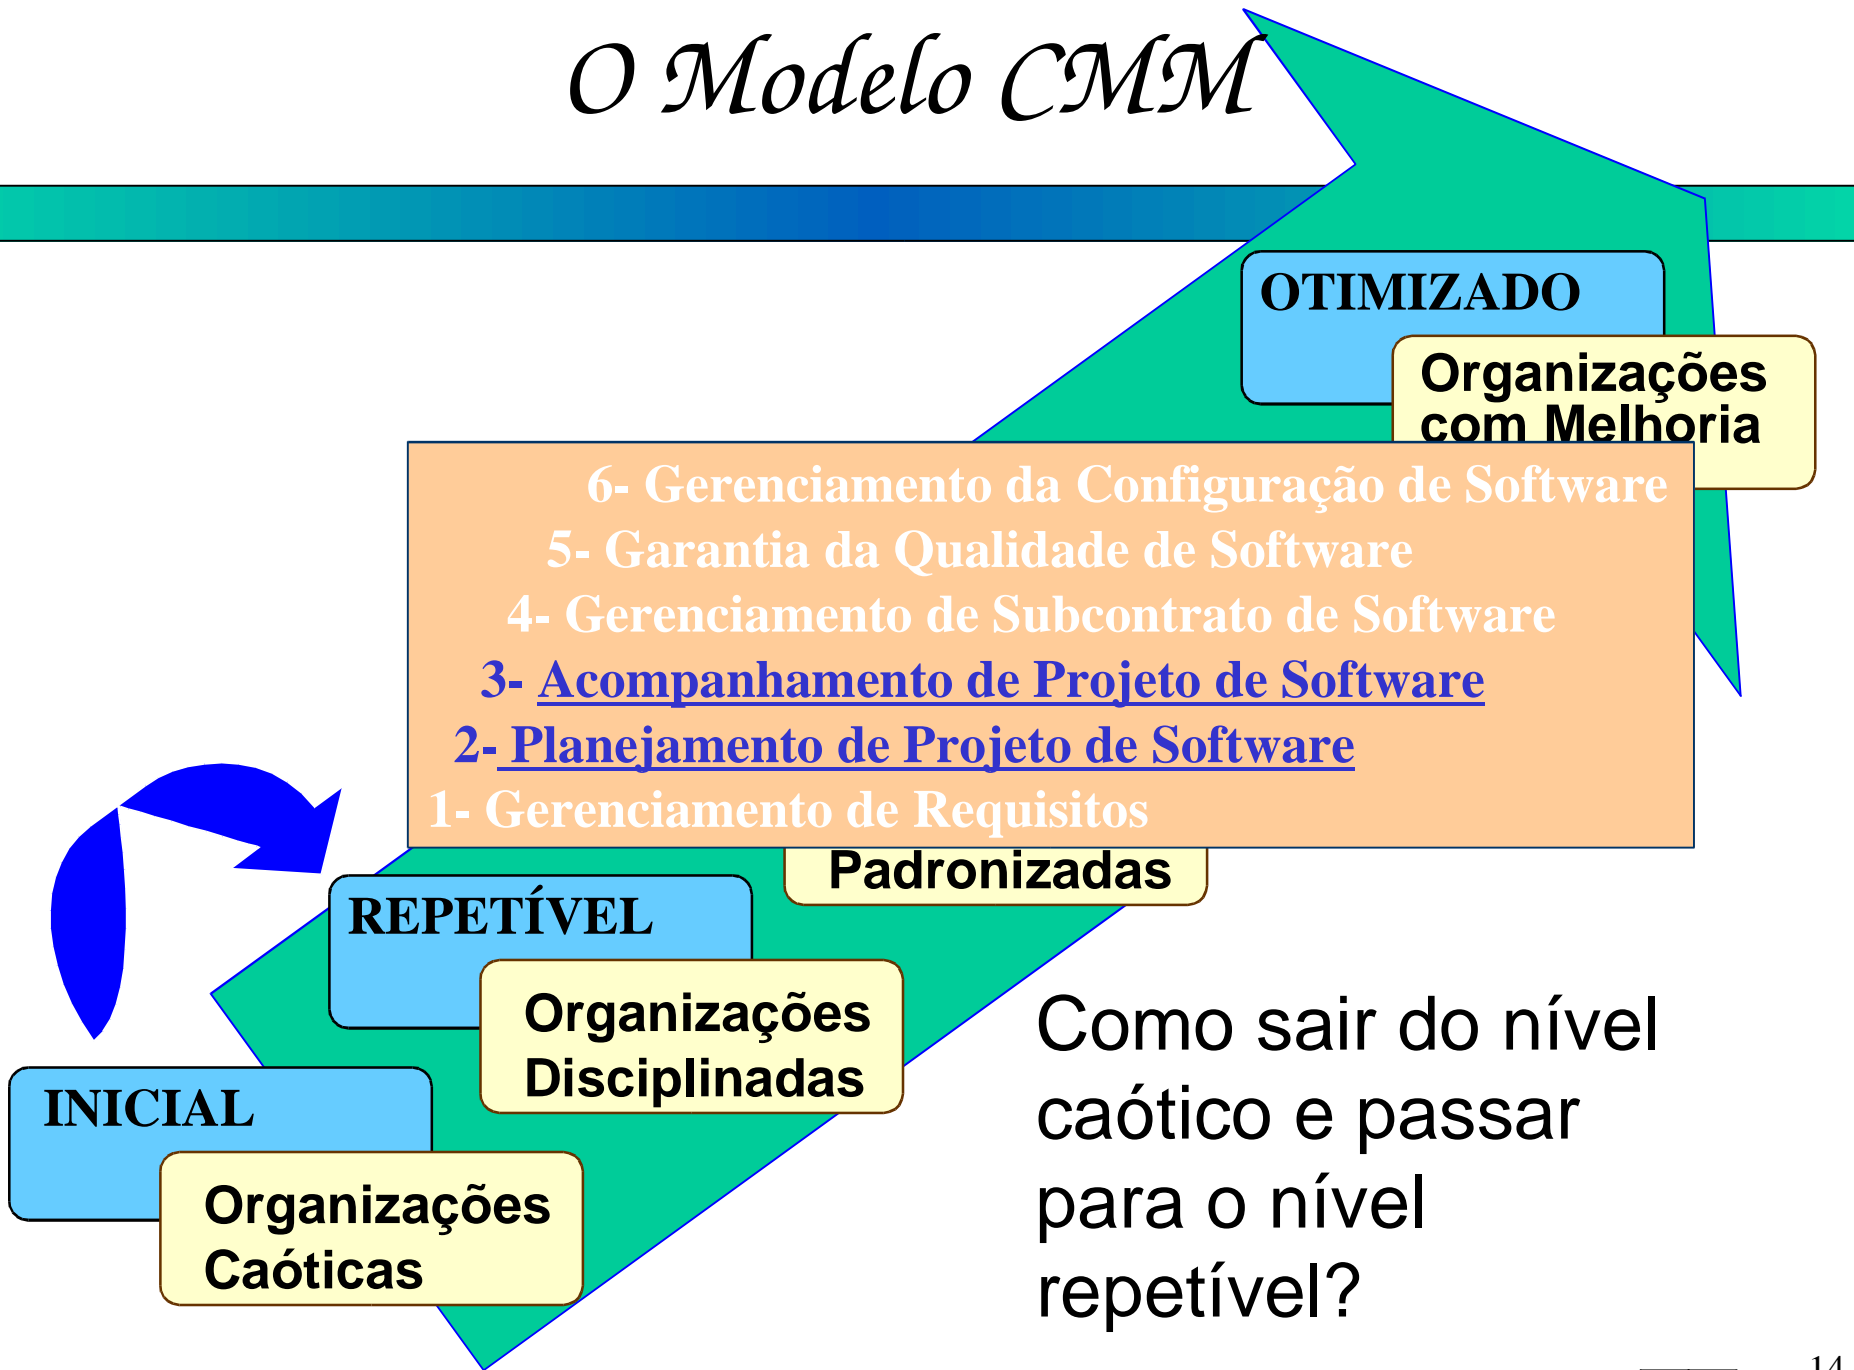 O Modelo CMM
OTIMIZADO
Organizações
com Melhoria
6- Gerenciamento da Configuração de Software
5- Garantia da Qualidade de Software
4- Gerenciamento de Subcontrato de Software
3- Acompanhamento de Projeto de Software
2- Planejamento de Projeto de Software
1- Gerenciamento de Requisitos
Padronizadas
REPETÍVEL
Organizações
Disciplinadas
INICIAL
Organizações
Caóticas
Como sair do nível
caótico e passar
para o nível
repetível?
14